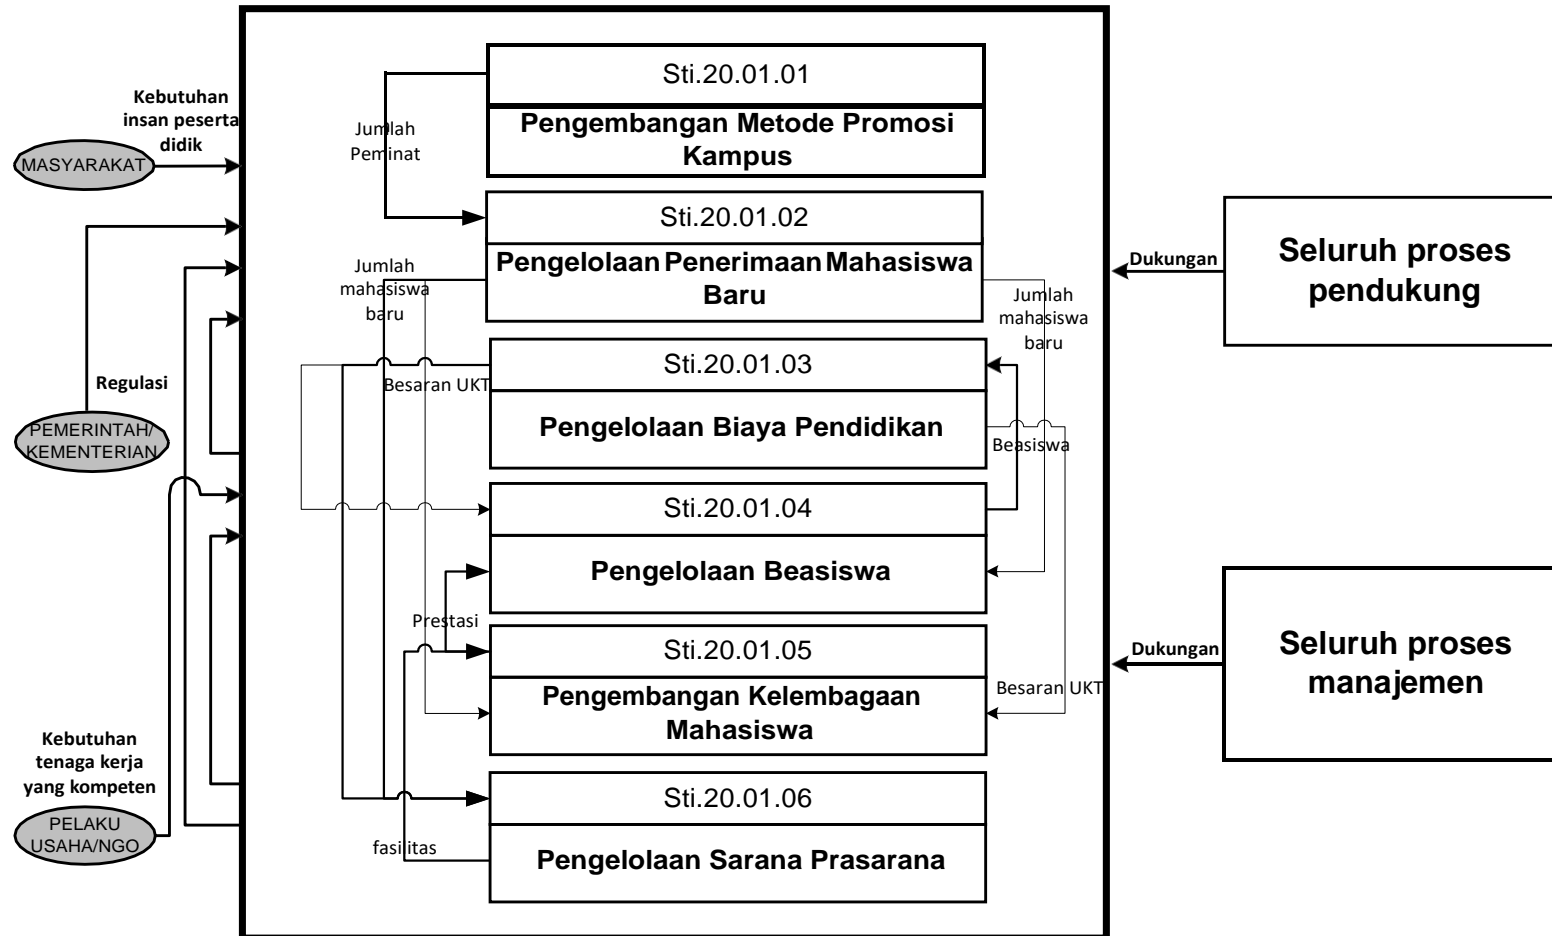 Kebutuhan
insan peserta
didik
MASYARAKAT
Regulasi
PEMERINTAH/
KEMENTERIAN
Kebutuhan
tenaga kerja
yang kompeten
PELAKU
USAHA/NGO
Sti.20.01.01
Pengembangan Metode Promosi
Kampus
Jumlah
Peminat
Sti.20.01.02
Pengelolaan Penerimaan Mahasiswa
Baru
Jumlah
mahasiswa
baru
Jumlah
mahasiswa
baru
Sti.20.01.03
Besaran UKT
Pengelolaan Biaya Pendidikan
Beasiswa
Sti.20.01.04
Pengelolaan Beasiswa
Prestasi
Sti.20.01.05
Pengembangan Kelembagaan
Mahasiswa
Besaran UKT
Sti.20.01.06
fasilitas
Pengelolaan Sarana Prasarana
Dukungan
Seluruh proses
pendukung
Dukungan
Seluruh proses
manajemen